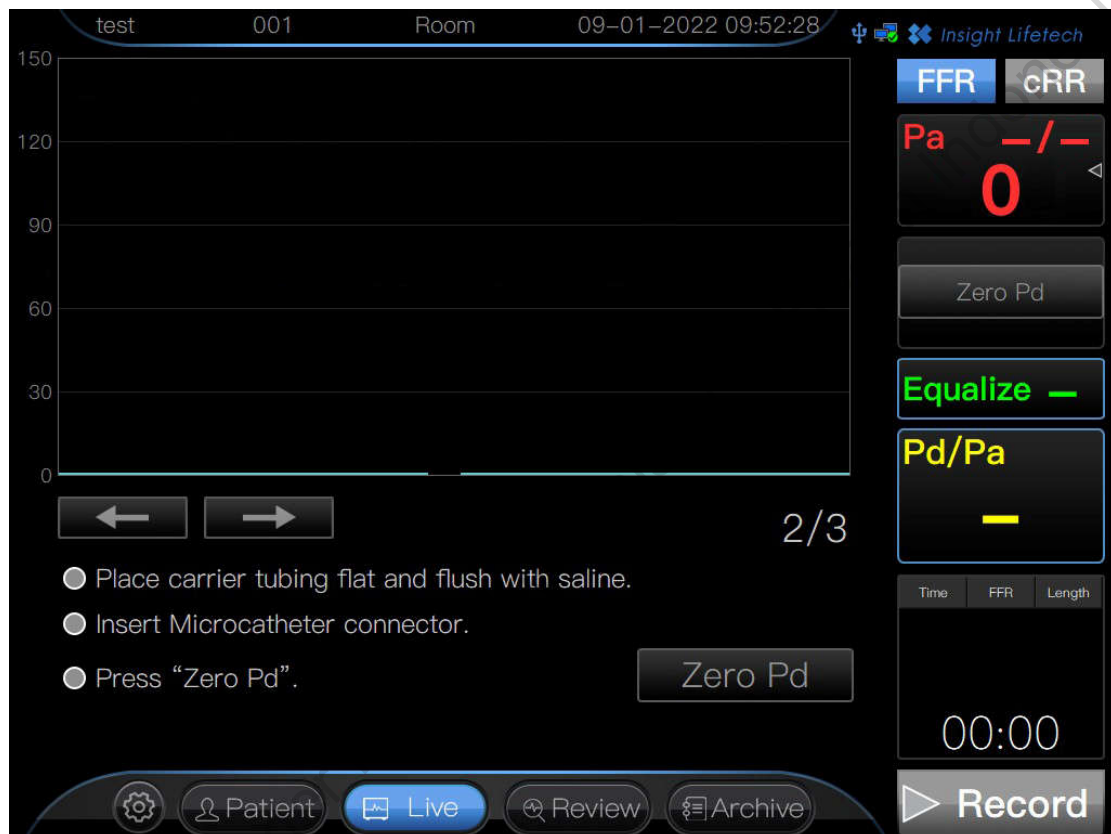 test 001 Room 09-01-2022 09:52:28
Insight Lifetech
FFR cRR
150
120
90
60
30
0
Pa –/–
0
Zero Pd
Equalize –
Pd/Pa
–
2/3
Place carrier tubing flat and flush with saline.
Insert Microcatheter connector.
Press “Zero Pd”.
Zero Pd
Time FFR Length
00:00
Patient Live Review Archive
Record